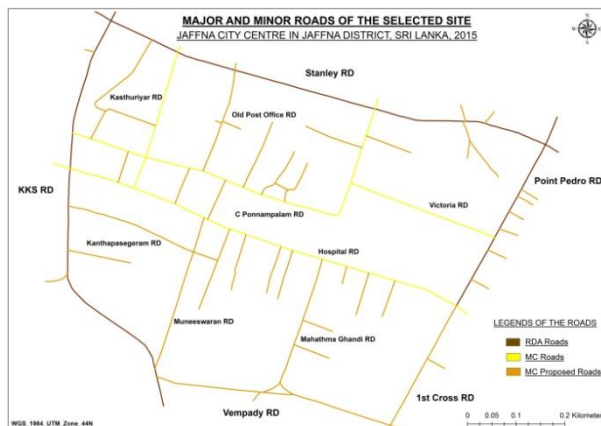 MAJOR AND MINOR ROADS OF THE SELECTED SITE
JAFFNA CITY CENTRE IN JAFFNA DISTRICT, SRI LANKA, 2015
N
W E
S
Stanley RD
Kasthuriyar RD
Old Post Office RD
KKS RD
Point Pedro RD
Victoria RD
C Ponnampalam RD
Kanthapasegeram RD
Hospital RD
Muneeswaran RD
Mahathma Ghandi RD
LEGENDS OF THE ROADS
RDA Roads
MC Roads
MC Proposed Roads
1st Cross RD
Vempady RD
0 0.05 0.1 0.2 Kilometer
WGS_1984_UTM_Zone_44N